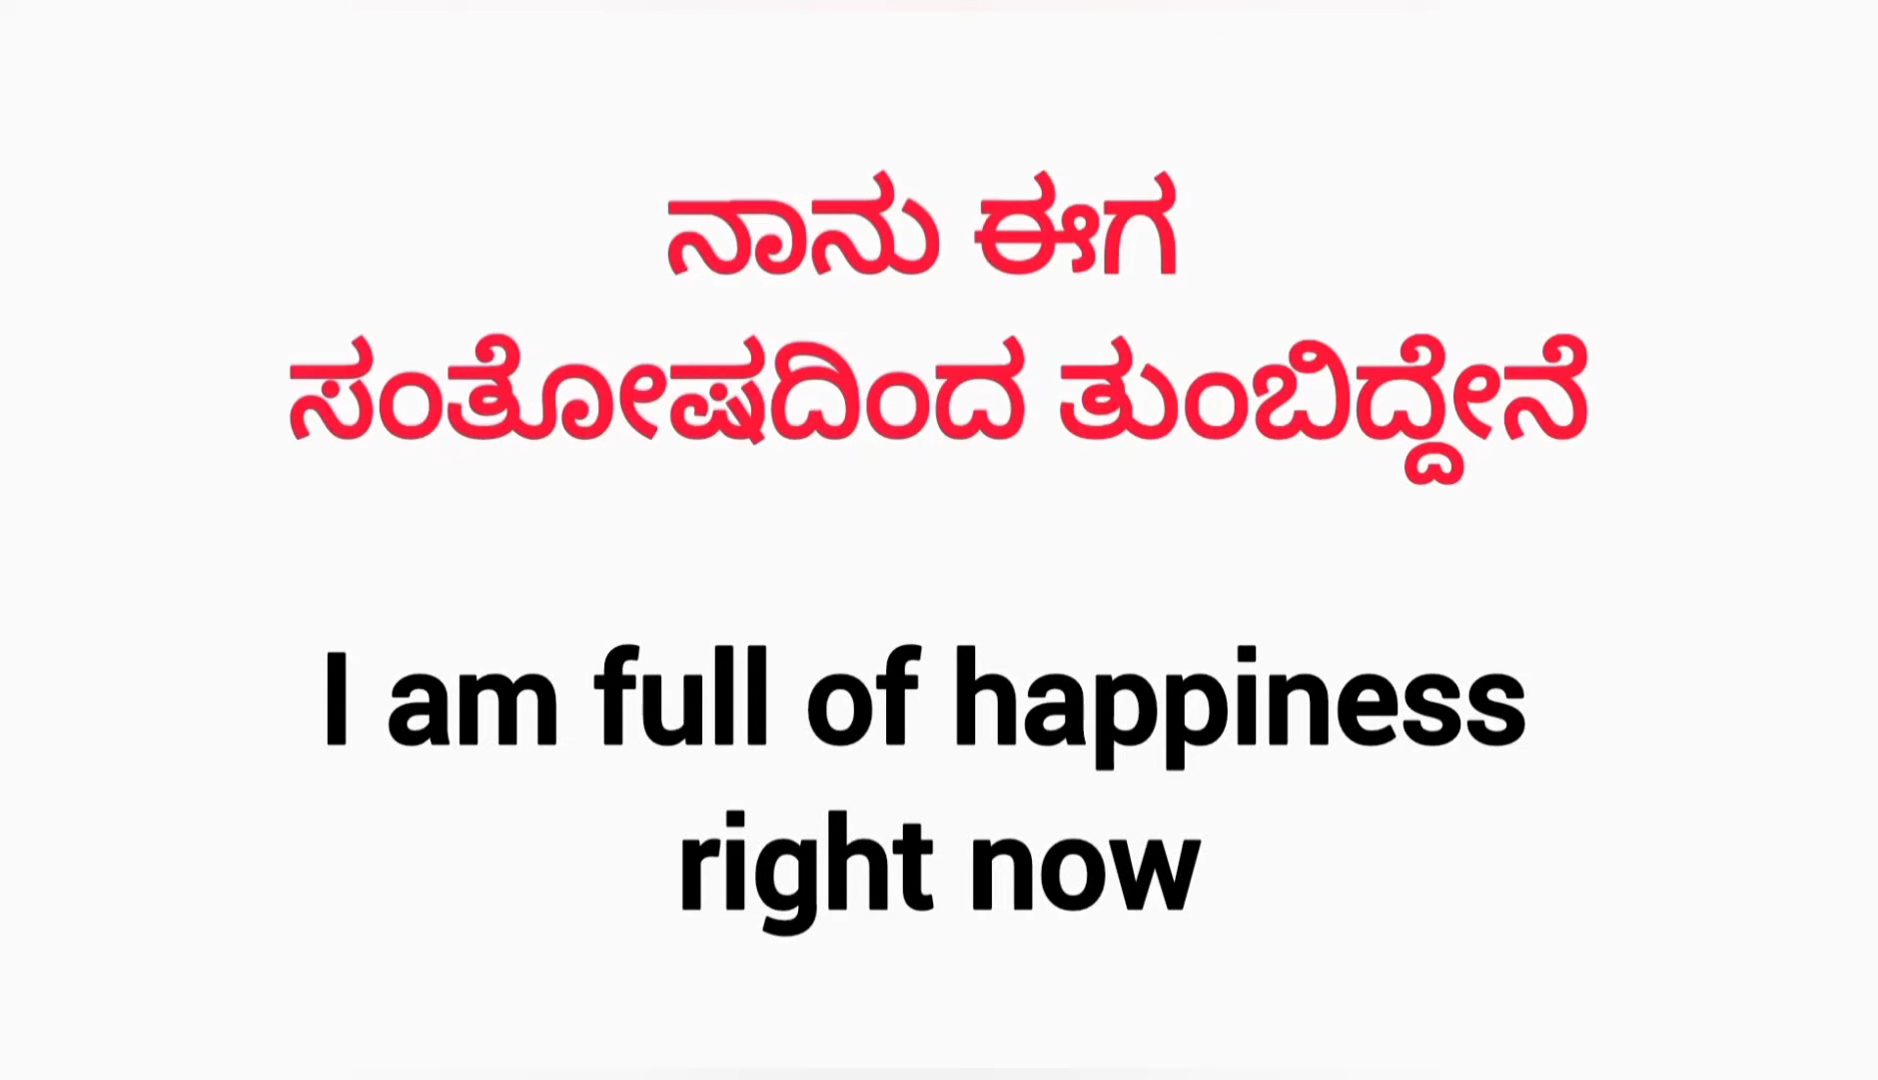 ನಾನು ಈಗ
ಸಂತೋಷದಿಂದ ತುಂಬಿದ್ದೇನೆ
I am full of happiness
right now